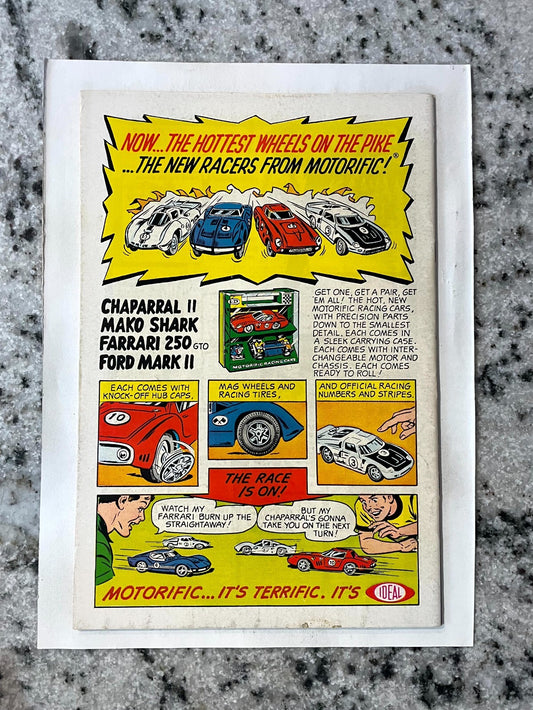 NOW...THE HOTTEST WHEELS ON THE PIKE
...THE NEW RACERS FROM MOTORIFIC!®
CHAPARRAL II
MAKO SHARK
FARRARI 250 GTO
FORD MARK II
MOTORIFIC RACING CARS
GET ONE, GET A PAIR, GET
'EM ALL! THE HOT, NEW
MOTORIFIC RACING CARS,
WITH PRECISION PARTS
DOWN TO THE SMALLEST
DETAIL. EACH COMES IN
A SLEEK CARRYING CASE.
EACH COMES WITH INTER-
CHANGEABLE MOTOR AND
CHASSIS. EACH COMES
READY TO ROLL!
EACH COMES WITH
KNOCK-OFF HUB CAPS,
10
MAG WHEELS AND
RACING TIRES,
AND OFFICIAL RACING
NUMBERS AND STRIPES.
3
THE RACE
IS ON!
WATCH MY
FARRARI BURN UP THE
STRAIGHTAWAY!
BUT MY
CHAPARRAL'S GONNA
TAKE YOU ON THE NEXT
TURN!
10
MOTORIFIC...IT'S TERRIFIC. IT'S IDEAL